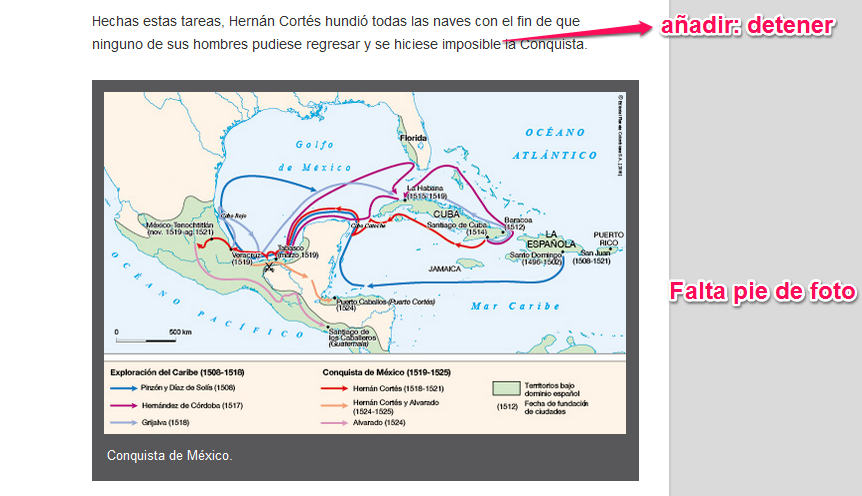 Hechas estas tareas, Hernán Cortés hundió todas las naves con el fin de que
ninguno de sus hombres pudiese regresar y se hiciese imposible la Conquista.
añadir: detener
Falta pie de foto
Florida
Golfo
de México
OCÉANO
ATLÁNTICO
La Habana
(1515-1519)
CUBA
Santiago de Cuba
(1514)
Baracoa
(1512)
LA
ESPAÑOLA
Santo Domingo
(1496-1502)
PUERTO
RICO
San Juan
(1508-1521)
JAMAICA
Cabo Rojo
México-Tenochtitlán
(nov. 1519-ag. 1521)
Veracruz
(1519)
Tabasco
(marzo 1519)
Cabo Catoche
Puerto Caballos (Puerto Cortés)
(1524)
Mar Caribe
Santiago de
los Caballeros
(Guatemala)
OCÉANO PACÍFICO
0 500 km
Exploración del Caribe (1508-1518)
Pinzón y Díaz de Solís (1508)
Hernández de Córdoba (1517)
Grijalva (1518)
Conquista de México (1519-1525)
Hernán Cortés (1518-1521)
Hernán Cortés y Alvarado
(1524-1525)
Alvarado (1524)
Territorios bajo
dominio español
(1512) Fecha de fundación
de ciudades
Conquista de México.